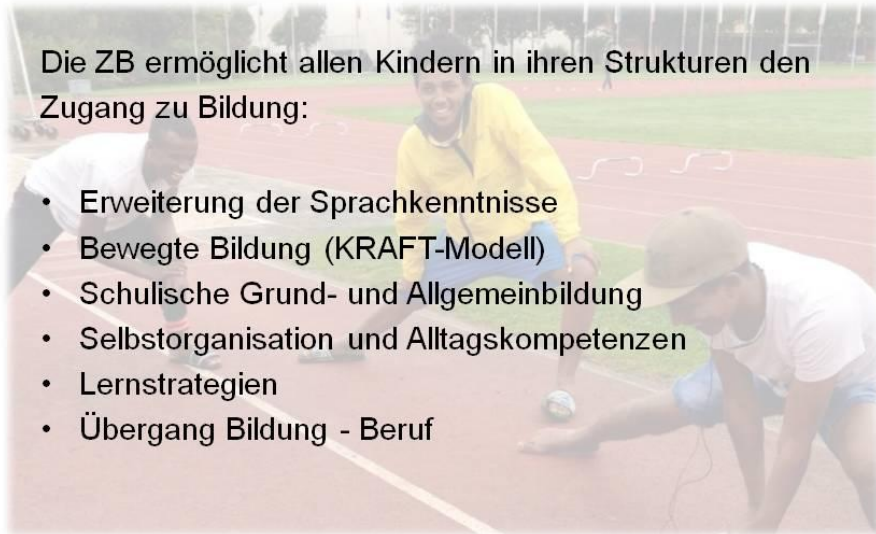 Die ZB ermöglicht allen Kindern in ihren Strukturen den
Zugang zu Bildung:
• Erweiterung der Sprachkenntnisse
• Bewegte Bildung (KRAFT-Modell)
• Schulische Grund- und Allgemeinbildung
• Selbstorganisation und Alltagskompetenzen
• Lernstrategien
• Übergang Bildung - Beruf